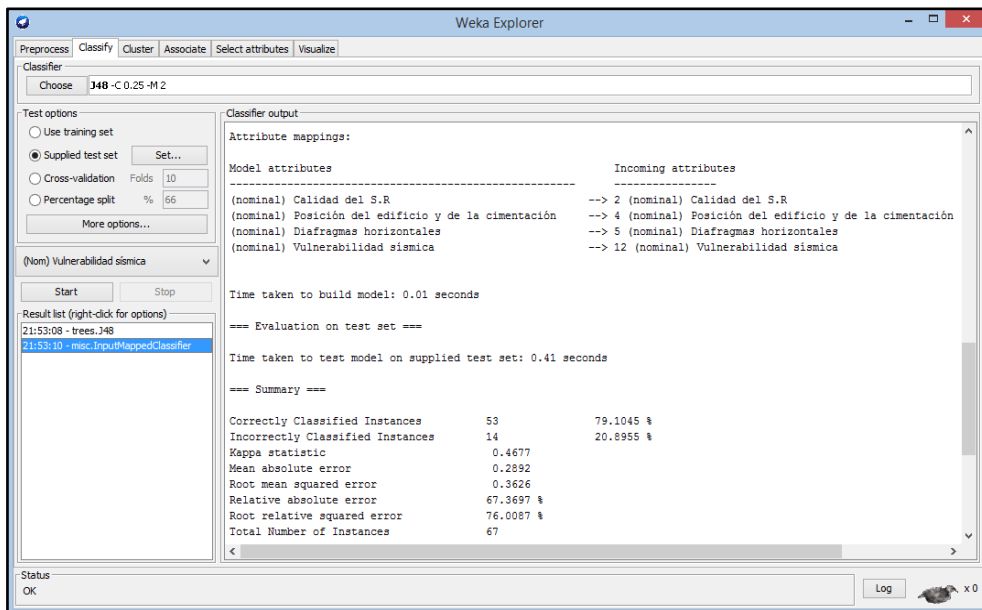 Weka Explorer
Preprocess Classify Cluster Associate Select attributes Visualize
Classifier
Choose J48 -C 0.25 -M 2
Test options
Use training set
Supplied test set Set...
Cross-validation Folds 10
Percentage split % 66
More options...
(Nom) Vulnerabilidad sísmica
Start Stop
Result list (right-click for options)
21:53:08 - trees.J48
21:53:10 - misc.InputMappedClassifier
Classifier output
Attribute mappings:
Model attributes Incoming attributes
------------------------------------------------------ ----------------
(nominal) Calidad del S.R --> 2 (nominal) Calidad del S.R
(nominal) Posición del edificio y de la cimentación --> 4 (nominal) Posición del edificio y de la cimentación
(nominal) Diafragmas horizontales --> 5 (nominal) Diafragmas horizontales
(nominal) Vulnerabilidad sísmica --> 12 (nominal) Vulnerabilidad sísmica
Time taken to build model: 0.01 seconds
=== Evaluation on test set ===
Time taken to test model on supplied test set: 0.41 seconds
=== Summary ===
Correctly Classified Instances 53 79.1045 %
Incorrectly Classified Instances 14 20.8955 %
Kappa statistic 0.4677
Mean absolute error 0.2892
Root mean squared error 0.3626
Relative absolute error 67.3697 %
Root relative squared error 76.0087 %
Total Number of Instances 67
Status
OK
Log x 0